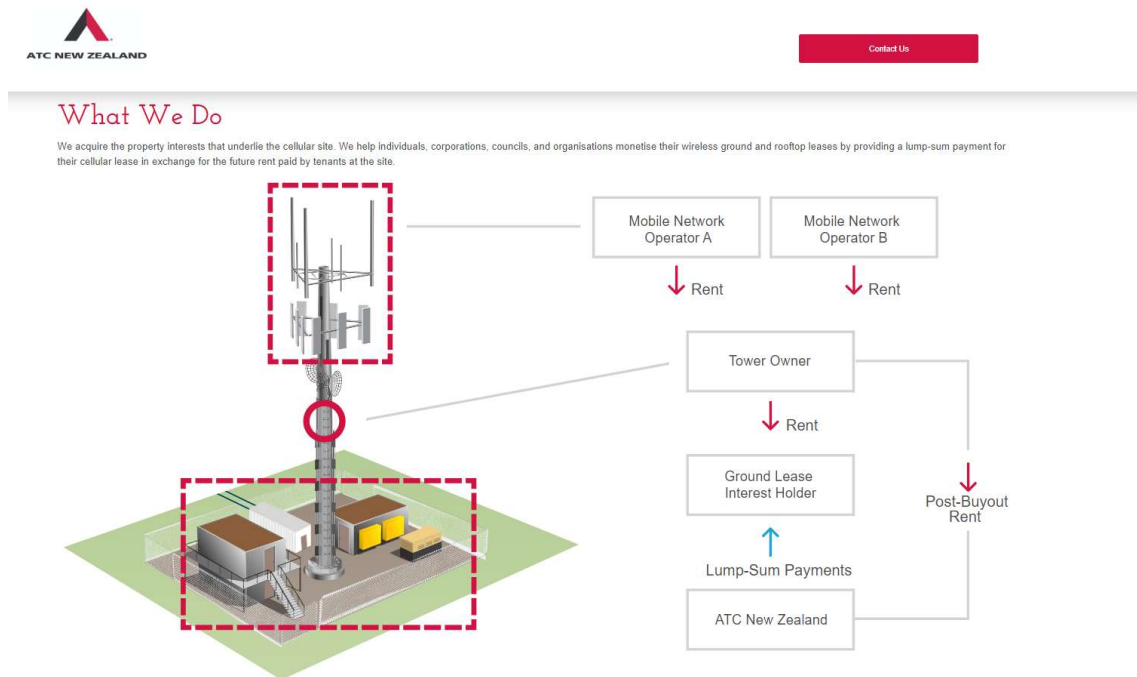 ATC NEW ZEALAND
Contact Us
What We Do
We acquire the property interests that underlie the cellular site. We help individuals, corporations, councils, and organisations monetise their wireless ground and rooftop leases by providing a lump-sum payment for
their cellular lease in exchange for the future rent paid by tenants at the site.
Mobile Network
Operator A
Mobile Network
Operator B
Rent
Rent
Tower Owner
Rent
Ground Lease
Interest Holder
Post-Buyout
Rent
Lump-Sum Payments
ATC New Zealand